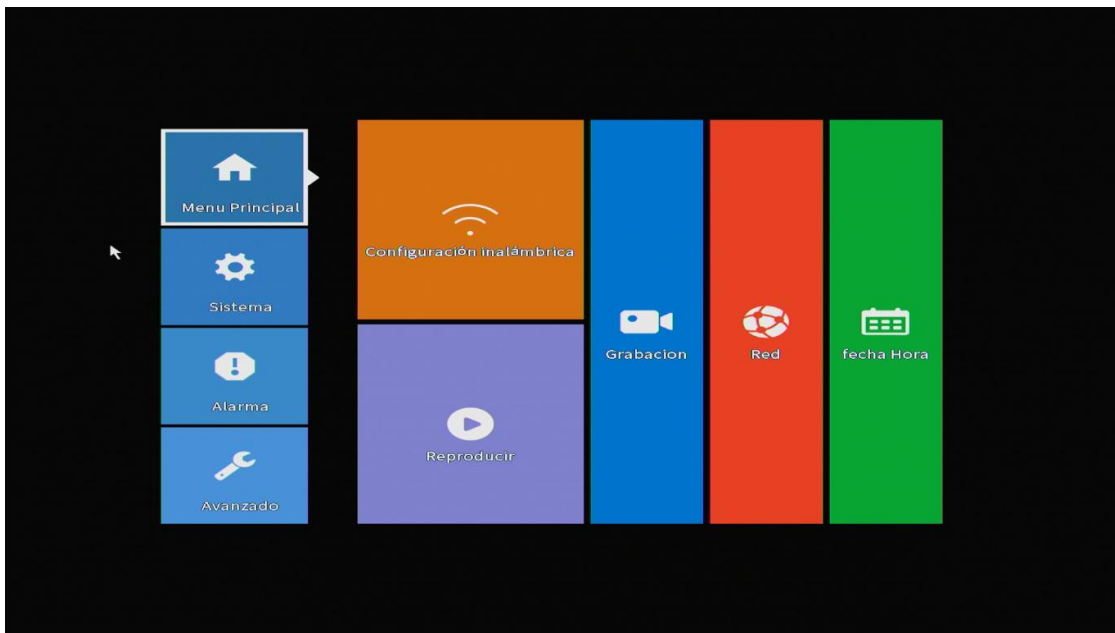 Menu Principal
Sistema
Alarma
Avanzado
Configuración inalámbrica
Reproducir
Grabacion
Red
fecha Hora